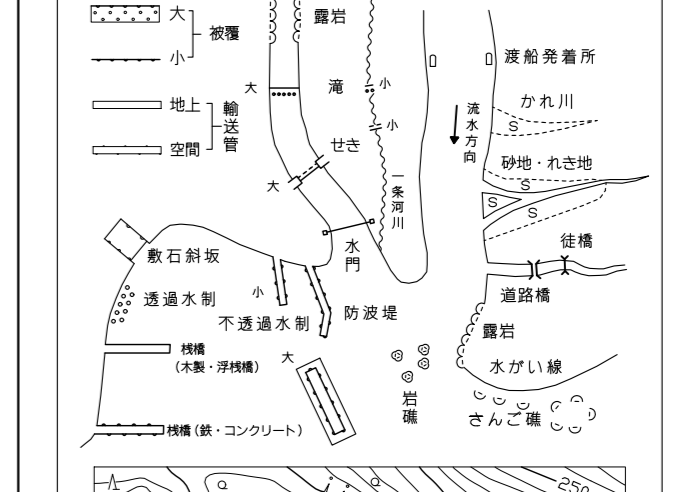 大
被覆
小
地上
輸送管
空間
露岩
大
滝
小
小
せき
大
一条河川
渡船発着所
流水方向
かれ川
S
砂地・れき地
S
S
S
徒橋
道路橋
水門
敷石斜坂
透過水制
小
不透過水制
防波堤
桟橋
(木製・浮桟橋)
大
岩礁
露岩
水がい線
さんご礁
桟橋(鉄・コンクリート)
250